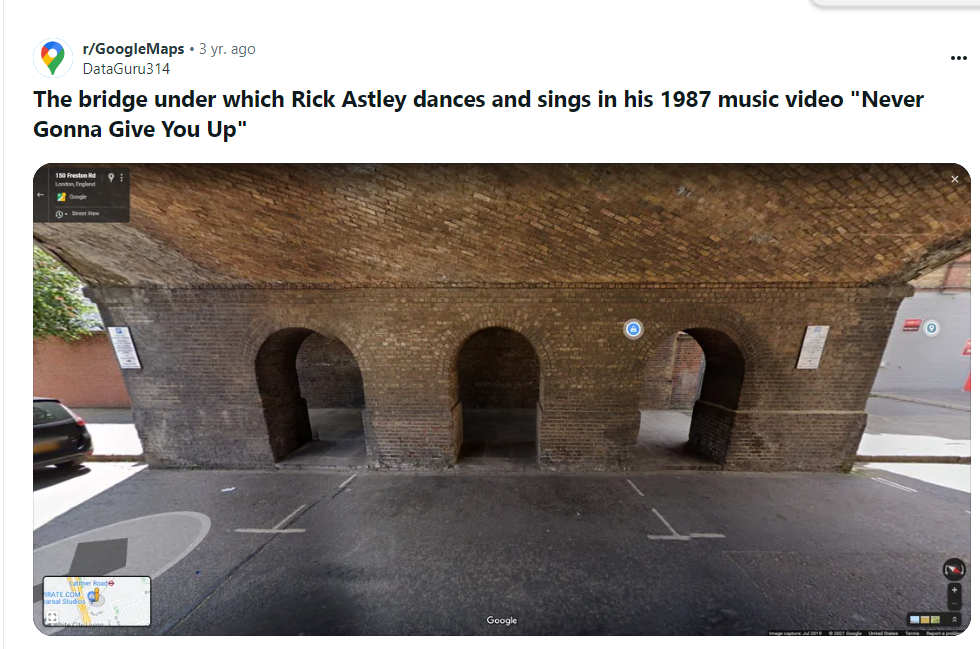 r/GoogleMaps • 3 yr. ago
DataGuru314
The bridge under which Rick Astley dances and sings in his 1987 music video "Never
Gonna Give You Up"
150 Freston Rd
London, England
Google
Street View
Latimer Road
PIRATE.COM
earsal Studios
Google
Image capture: Jul 2019 © 2021 Google United States Terms Report a problem